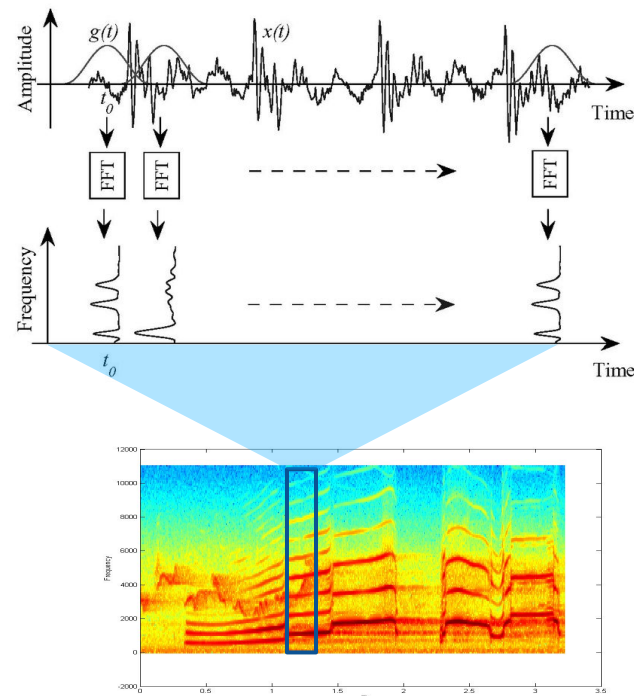 g(t)
x(t)
Amplitude
t0
Time
FFT
FFT
FFT
Frequency
t0
Time
12000
10000
8000
6000
4000
2000
0
-2000
Frequency
0
0.5
1
1.5
2
2.5
3
3.5